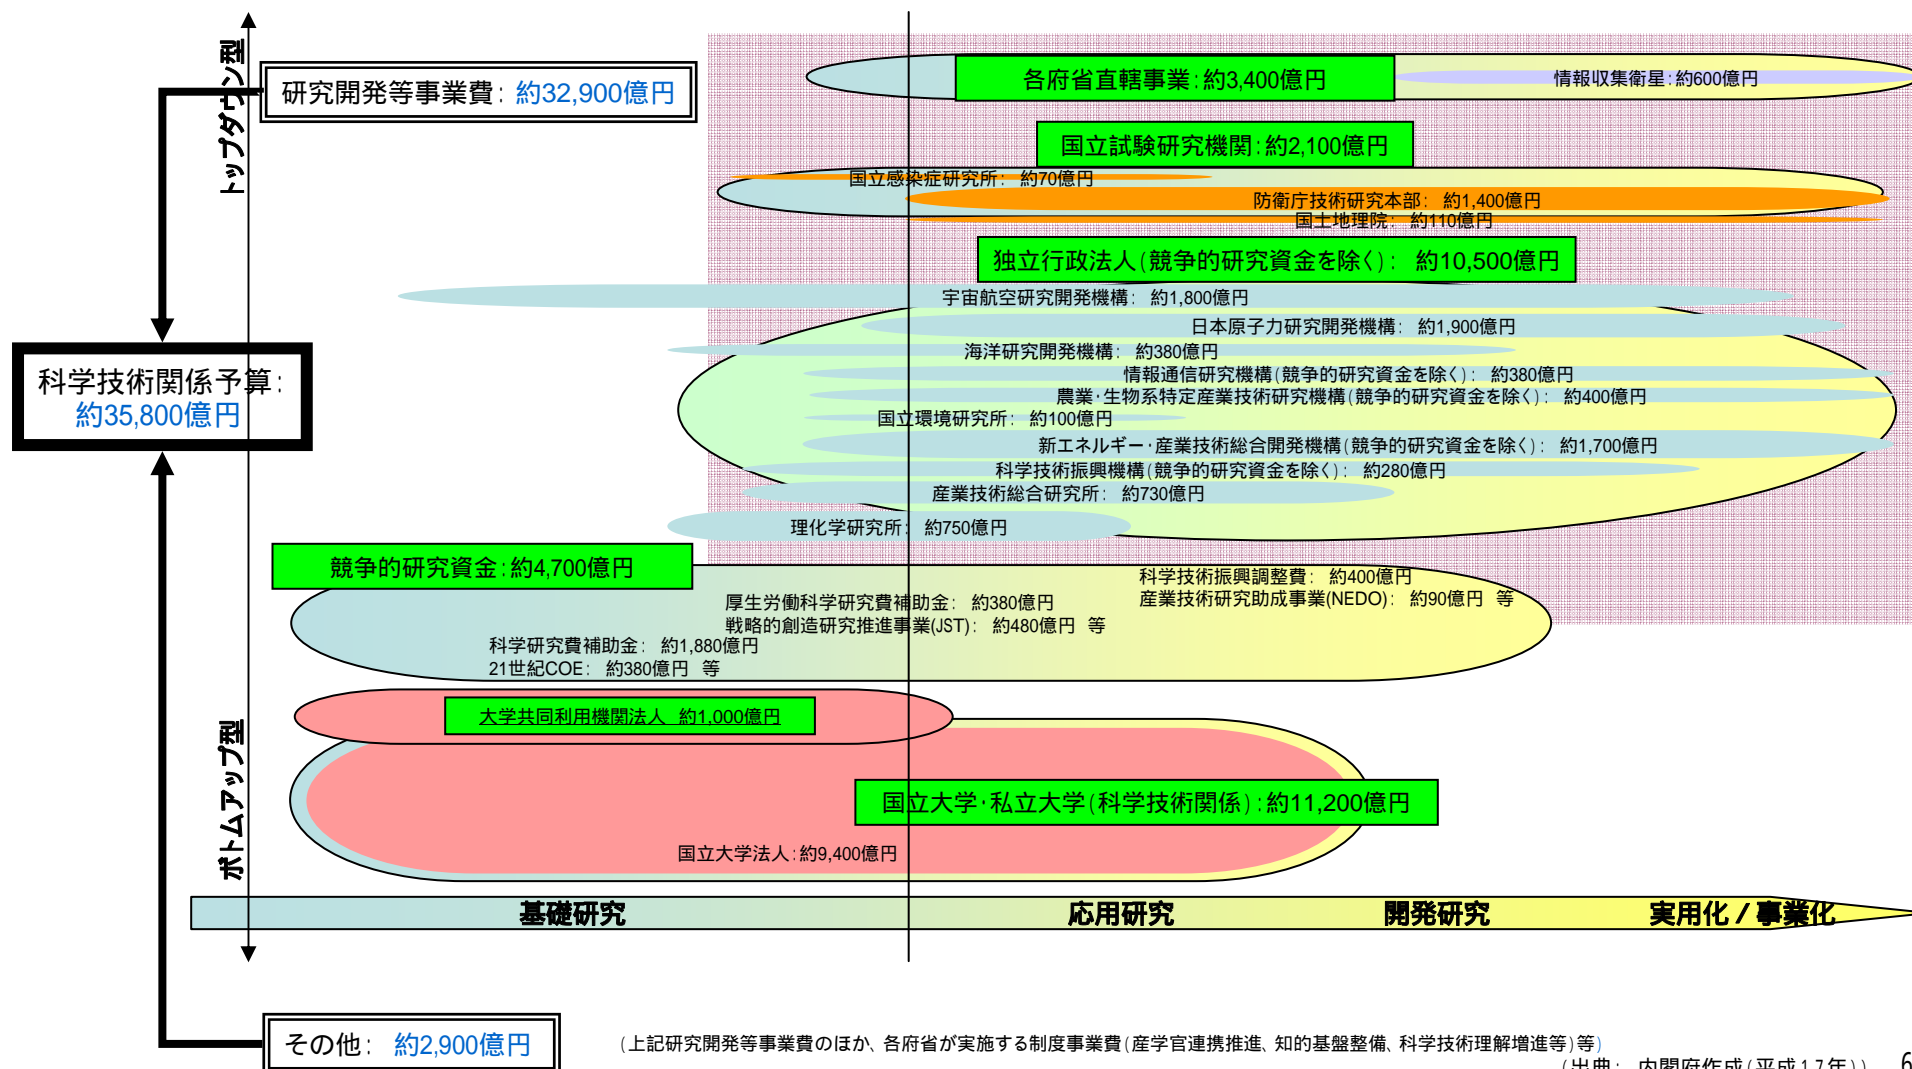 トップダウン型
研究開発等事業費： 約32,900億円
各府省直轄事業：約3,400億円
情報収集衛星：約600億円
国立試験研究機関：約2,100億円
国立感染症研究所： 約70億円
防衛庁技術研究本部： 約1,400億円
国土地理院： 約110億円
独立行政法人（競争的研究資金を除く）： 約10,500億円
宇宙航空研究開発機構： 約1,800億円
日本原子力研究開発機構： 約1,900億円
海洋研究開発機構： 約380億円
情報通信研究機構（競争的研究資金を除く）： 約380億円
農業・生物系特定産業技術研究機構（競争的研究資金を除く）： 約400億円
国立環境研究所： 約100億円
新エネルギー・産業技術総合開発機構（競争的研究資金を除く）： 約1,700億円
科学技術振興機構（競争的研究資金を除く）： 約280億円
産業技術総合研究所： 約730億円
理化学研究所： 約750億円
科学技術関係予算：
約35,800億円
競争的研究資金：約4,700億円
科学技術振興調整費： 約400億円
産業技術研究助成事業(NEDO)： 約90億円 等
厚生労働科学研究費補助金： 約380億円
戦略的創造研究推進事業(JST)： 約480億円 等
科学研究費補助金： 約1,880億円
21世紀COE： 約380億円 等
大学共同利用機関法人 約1,000億円
ボトムアップ型
国立大学・私立大学（科学技術関係）：約11,200億円
国立大学法人：約9,400億円
基礎研究 応用研究 開発研究 実用化 / 事業化
その他： 約2,900億円
（上記研究開発等事業費のほか、各府省が実施する制度事業費（産学官連携推進、知的基盤整備、科学技術理解増進等）等）
（出典： 内閣府作成（平成17年）） 6